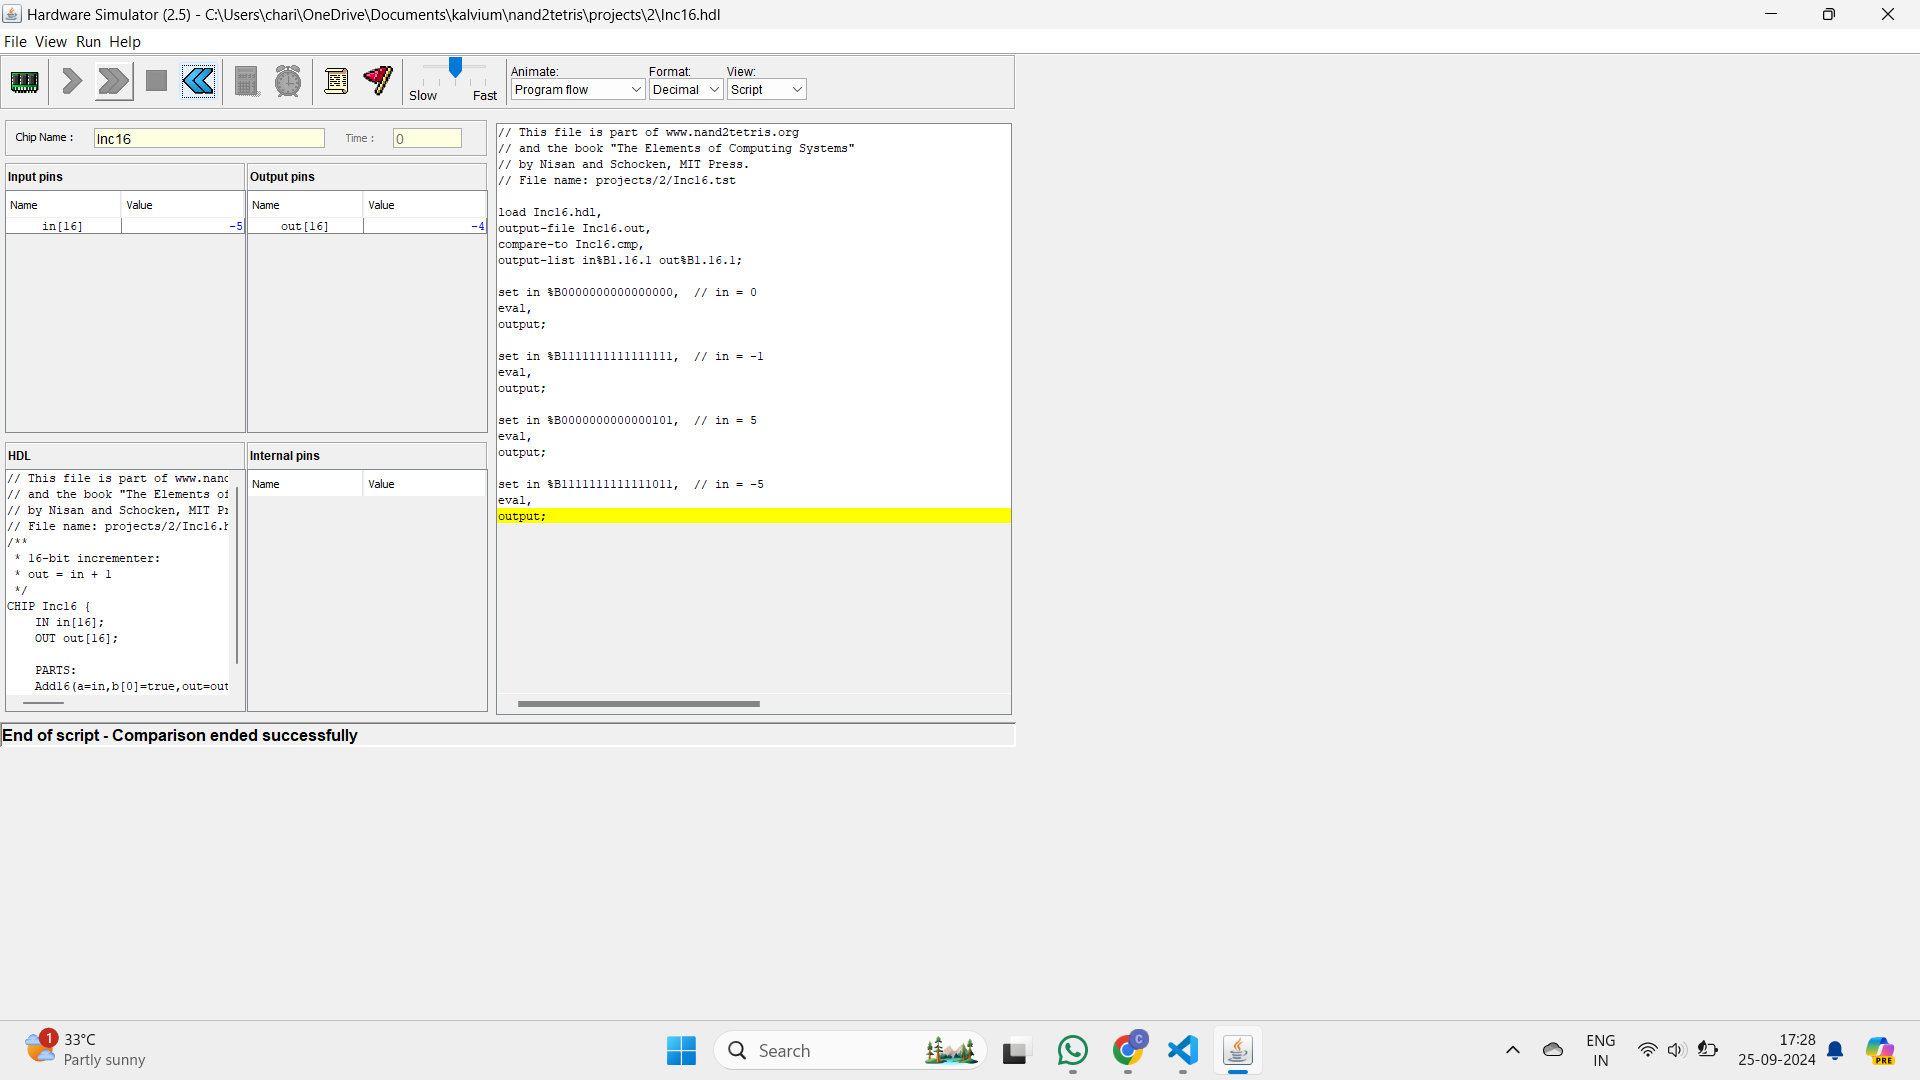 Hardware Simulator (2.5) - C:\Users\chari\OneDrive\Documents\kalvium\nand2tetris\projects\2\Inc16.hdl
File View Run Help
Slow Fast
Animate: Format: View:
Program flow Decimal Script
Chip Name : Inc16 Time : 0
Input pins
Name Value
in[16] -5
Output pins
Name Value
out[16] -4
HDL
// This file is part of www.nand
// and the book "The Elements of
// by Nisan and Schocken, MIT Pr
// File name: projects/2/Inc16.h
/**
* 16-bit incrementer:
* out = in + 1
*/
CHIP Inc16 {
IN in[16];
OUT out[16];
PARTS:
Add16(a=in,b[0]=true,out=out
Internal pins
Name Value
// This file is part of www.nand2tetris.org
// and the book "The Elements of Computing Systems"
// by Nisan and Schocken, MIT Press.
// File name: projects/2/Inc16.tst
load Inc16.hdl,
output-file Inc16.out,
compare-to Inc16.cmp,
output-list in%B1.16.1 out%B1.16.1;
set in %B0000000000000000,  // in = 0
eval,
output;
set in %B1111111111111111,  // in = -1
eval,
output;
set in %B0000000000000101,  // in = 5
eval,
output;
set in %B1111111111111011,  // in = -5
eval,
output;
End of script - Comparison ended successfully
1
33°C
Partly sunny
Search
C
ENG
IN
17:28
25-09-2024
PRE